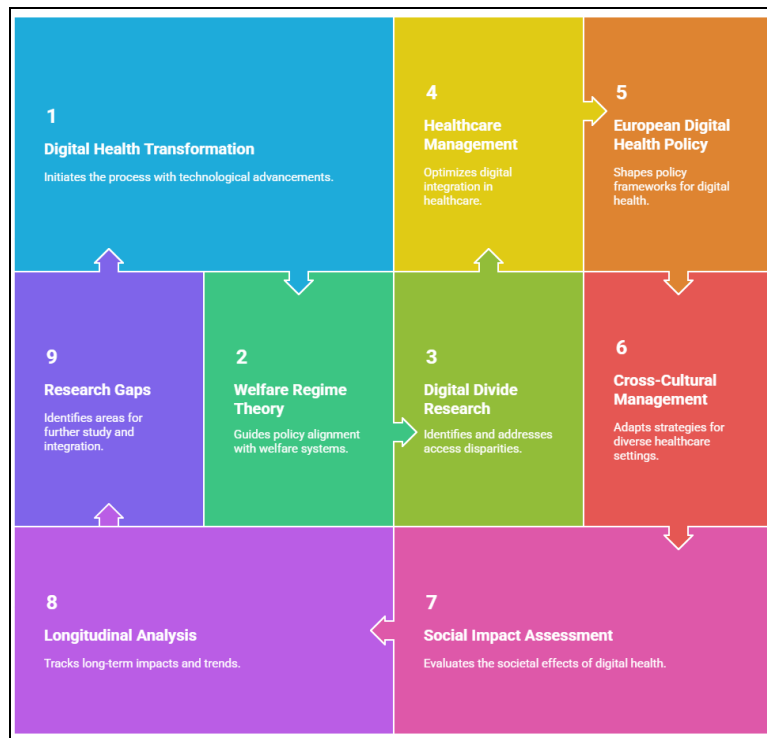 1
Digital Health Transformation
Initiates the process with technological advancements.
4
Healthcare
Management
Optimizes digital
integration in
healthcare.
5
European Digital
Health Policy
Shapes policy
frameworks for digital
health.
9
Research Gaps
Identifies areas for
further study and
integration.
2
Welfare Regime
Theory
Guides policy alignment
with welfare systems.
3
Digital Divide
Research
Identifies and addresses
access disparities.
6
Cross-Cultural
Management
Adapts strategies for
diverse healthcare
settings.
8
Longitudinal Analysis
Tracks long-term impacts and trends.
7
Social Impact Assessment
Evaluates the societal effects of digital health.